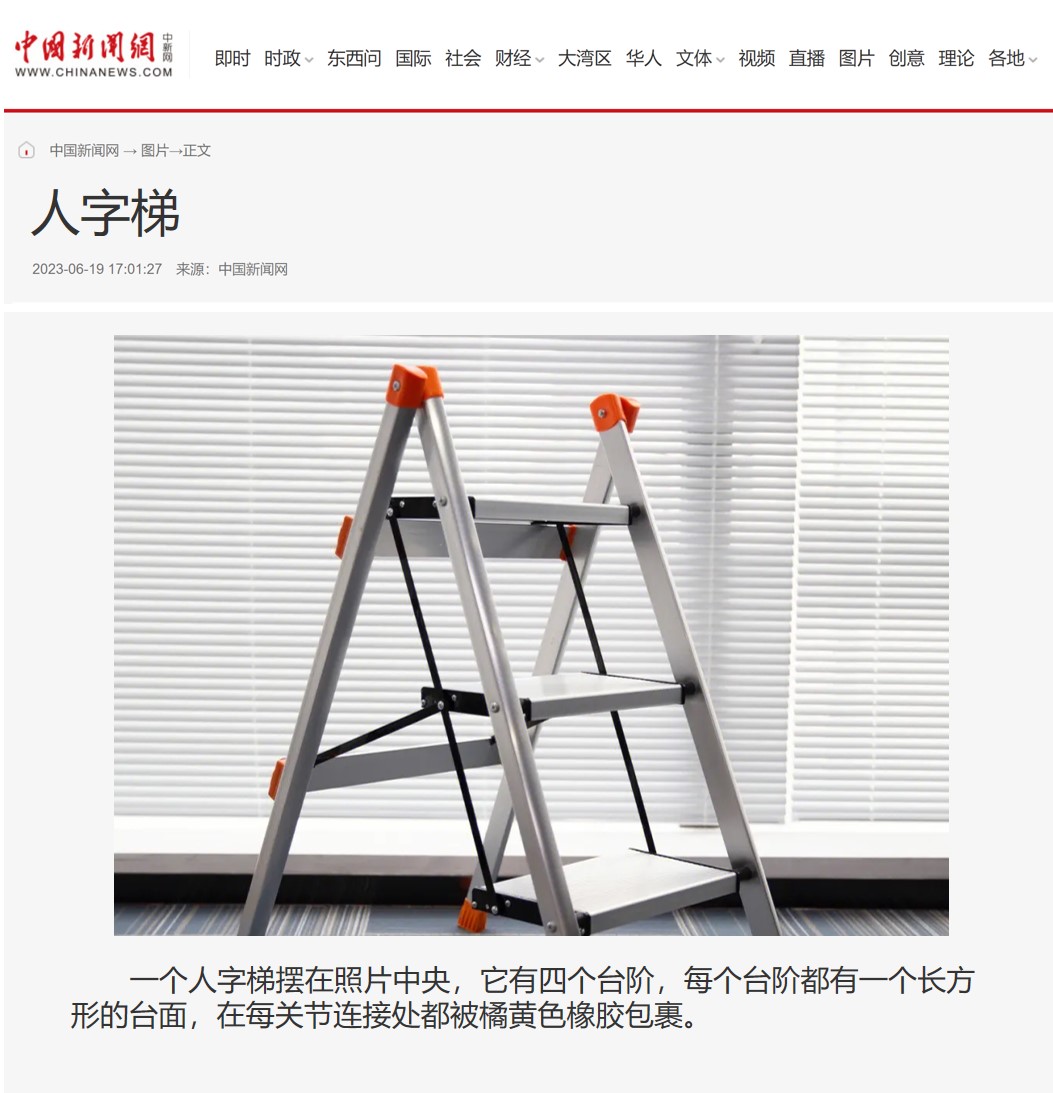 中国新闻網
中新网
WWW.CHINANEWS.COM
即时 时政 东西问 国际 社会 财经 大湾区 华人 文体 视频 直播 图片 创意 理论 各地
中国新闻网 → 图片→正文
人字梯
2023-06-19 17:01:27 来源：中国新闻网
一个人字梯摆在照片中央，它有四个台阶，每个台阶都有一个长方
形的台面，在每关节连接处都被橘黄色橡胶包裹。